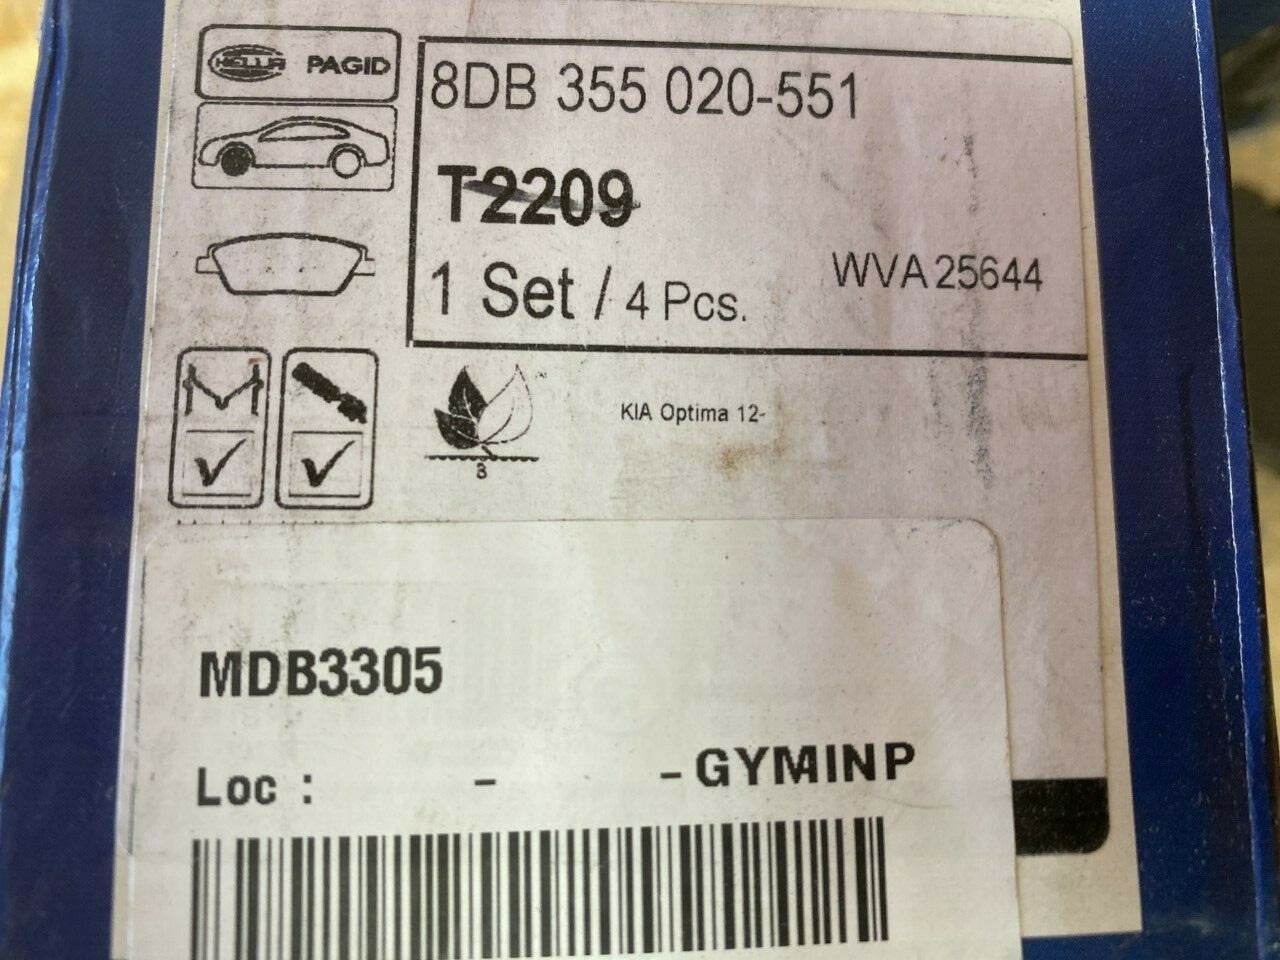 HELLA PAGID
8DB 355 020-551
T2209
1 Set / 4 Pcs.
WVA 25644
KIA Optima 12-
3
MDB3305
Loc : - - GYMINP